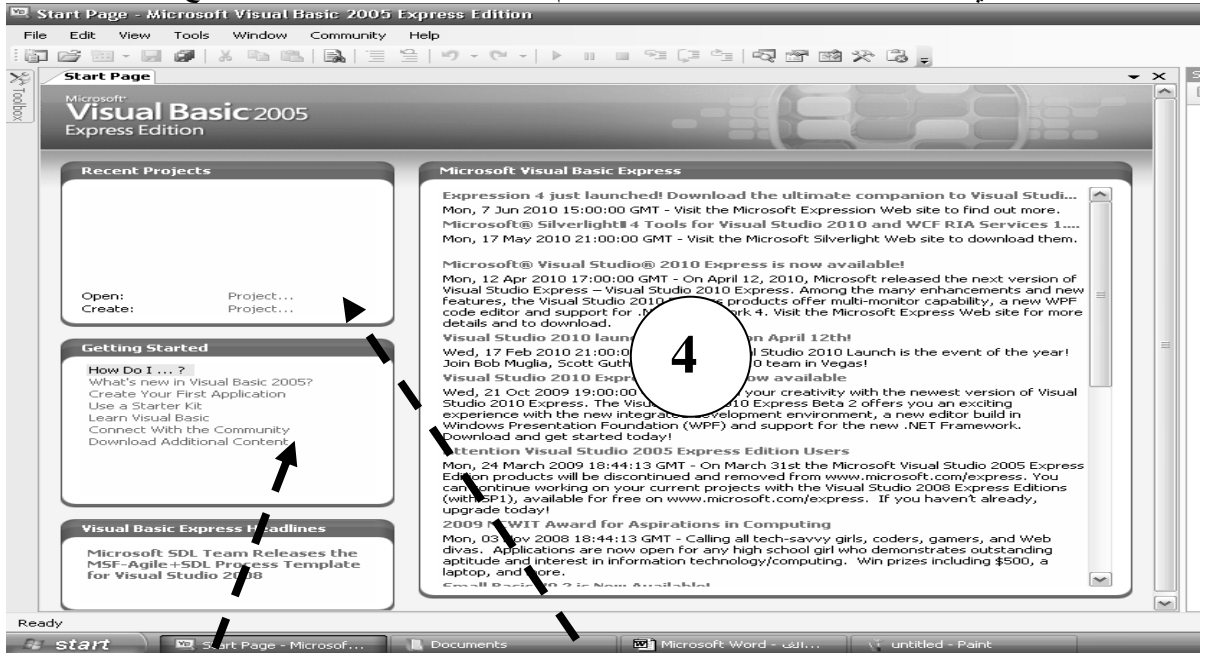 Start Page - Microsoft Visual Basic 2005 Express Edition
File Edit View Tools Window Community Help
Toolbox
Start Page
Microsoft
Visual Basic 2005
Express Edition
Recent Projects
Open: Project...
Create: Project...
Getting Started
How Do I ... ?
What's new in Visual Basic 2005?
Create Your First Application
Use a Starter Kit
Learn Visual Basic
Connect With the Community
Download Additional Content
Visual Basic Express Headlines
Microsoft SDL Team Releases the
MSF-Agile+SDL Process Template
for Visual Studio 2008
Microsoft Visual Basic Express
Expression 4 just launched! Download the ultimate companion to Visual Studi...
Mon, 7 Jun 2010 15:00:00 GMT - Visit the Microsoft Expression Web site to find out more.
Microsoft® Silverlight 4 Tools for Visual Studio 2010 and WCF RIA Services 1....
Mon, 17 May 2010 21:00:00 GMT - Visit the Microsoft Silverlight Web site to download them.
Microsoft® Visual Studio® 2010 Express is now available!
Mon, 12 Apr 2010 17:00:00 GMT - On April 12, 2010, Microsoft released the next version of
Visual Studio Express – Visual Studio 2010 Express. Among the many enhancements and new
features, the Visual Studio 2010 products offer multi-monitor capability, a new WPF
code editor and support for 4. Visit the Microsoft Express Web site for more
details and to download.
Visual Studio 2010 on April 12th!
Wed, 17 Feb 2010 21:00:0 Studio 2010 Launch is the event of the year!
Join Bob Muglia, Scott team in Vegas!
Visual Studio 2010 available
Wed, 21 Oct 2009 19:00:00 your creativity with the newest version of Visual
Studio 2010 Express. The Express Beta 2 offers you an exciting
experience with the new development environment, a new editor build in
Windows Presentation Foundation (WPF) and support for the new .NET Framework.
Download and get started today!
Attention Visual Studio 2005 Express Edition Users
Mon, 24 March 2009 18:44:13 GMT - On March 31st the Microsoft Visual Studio 2005 Express
Edition products will be discontinued and removed from www.microsoft.com/express. You
can continue working on your current projects with the Visual Studio 2008 Express Editions
(with SP1), available for free on www.microsoft.com/express. If you haven't already,
upgrade today!
2009 NCWIT Award for Aspirations in Computing
Mon, 03 Nov 2008 18:44:13 GMT - Calling all tech-savvy girls, coders, gamers, and Web
divas. Applications are now open for any high school girl who demonstrates outstanding
aptitude and interest in information technology/computing. Win prizes including $500, a
laptop, and more.
4
Ready
start
Start Page - Microsof...
Documents
Microsoft Word - الف...
untitled - Paint